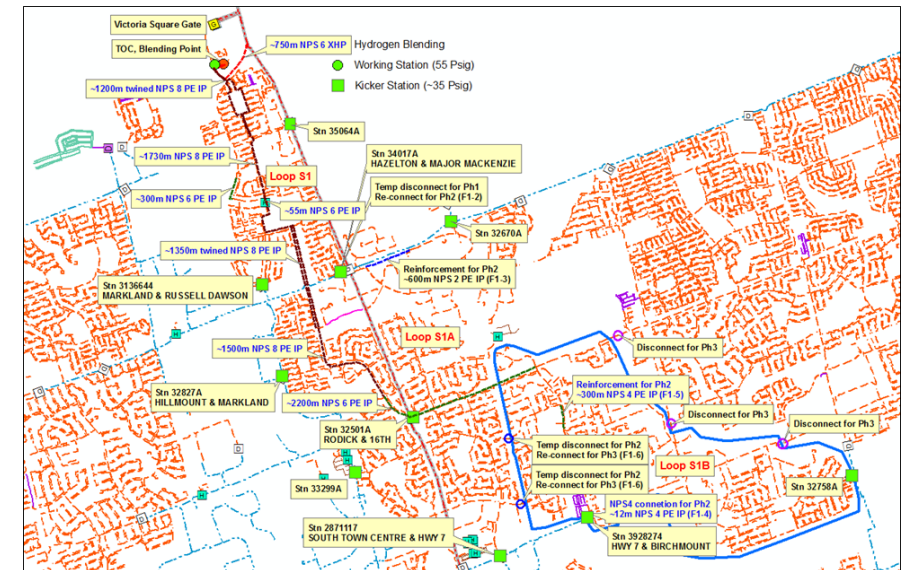 Victoria Square Gate
G
TOC, Blending Point
~750m NPS 6 XHP
Hydrogen Blending
Working Station (55 Psig)
Kicker Station (~35 Psig)
~1200m twined NPS 8 PE IP
Stn 35064A
~1730m NPS 8 PE IP
Loop S1
Stn 34017A
HAZELTON & MAJOR MACKENZIE
Temp disconnect for Ph1
Re-connect for Ph2 (F1-2)
~300m NPS 6 PE IP
~55m NPS 6 PE IP
Stn 32670A
~1350m twined NPS 8 PE IP
Reinforcement for Ph2
~600m NPS 2 PE IP (F1-3)
Stn 3136644
MARKLAND & RUSSELL DAWSON
Loop S1A
Disconnect for Ph3
~1500m NPS 8 PE IP
Reinforcement for Ph2
~300m NPS 4 PE IP (F1-5)
Stn 32827A
HILLMOUNT & MARKLAND
~2200m NPS 6 PE IP
Disconnect for Ph3
Disconnect for Ph3
Stn 32501A
RODICK & 16TH
Temp disconnect for Ph2
Re-connect for Ph3 (F1-6)
Loop S1B
Temp disconnect for Ph2
Re-connect for Ph3 (F1-6)
Stn 33299A
Stn 32758A
NPS4 connetion for Ph2
~12m NPS 4 PE IP (F1-4)
Stn 2871117
SOUTH TOWN CENTRE & HWY 7
Stn 3928274
HWY 7 & BIRCHMOUNT